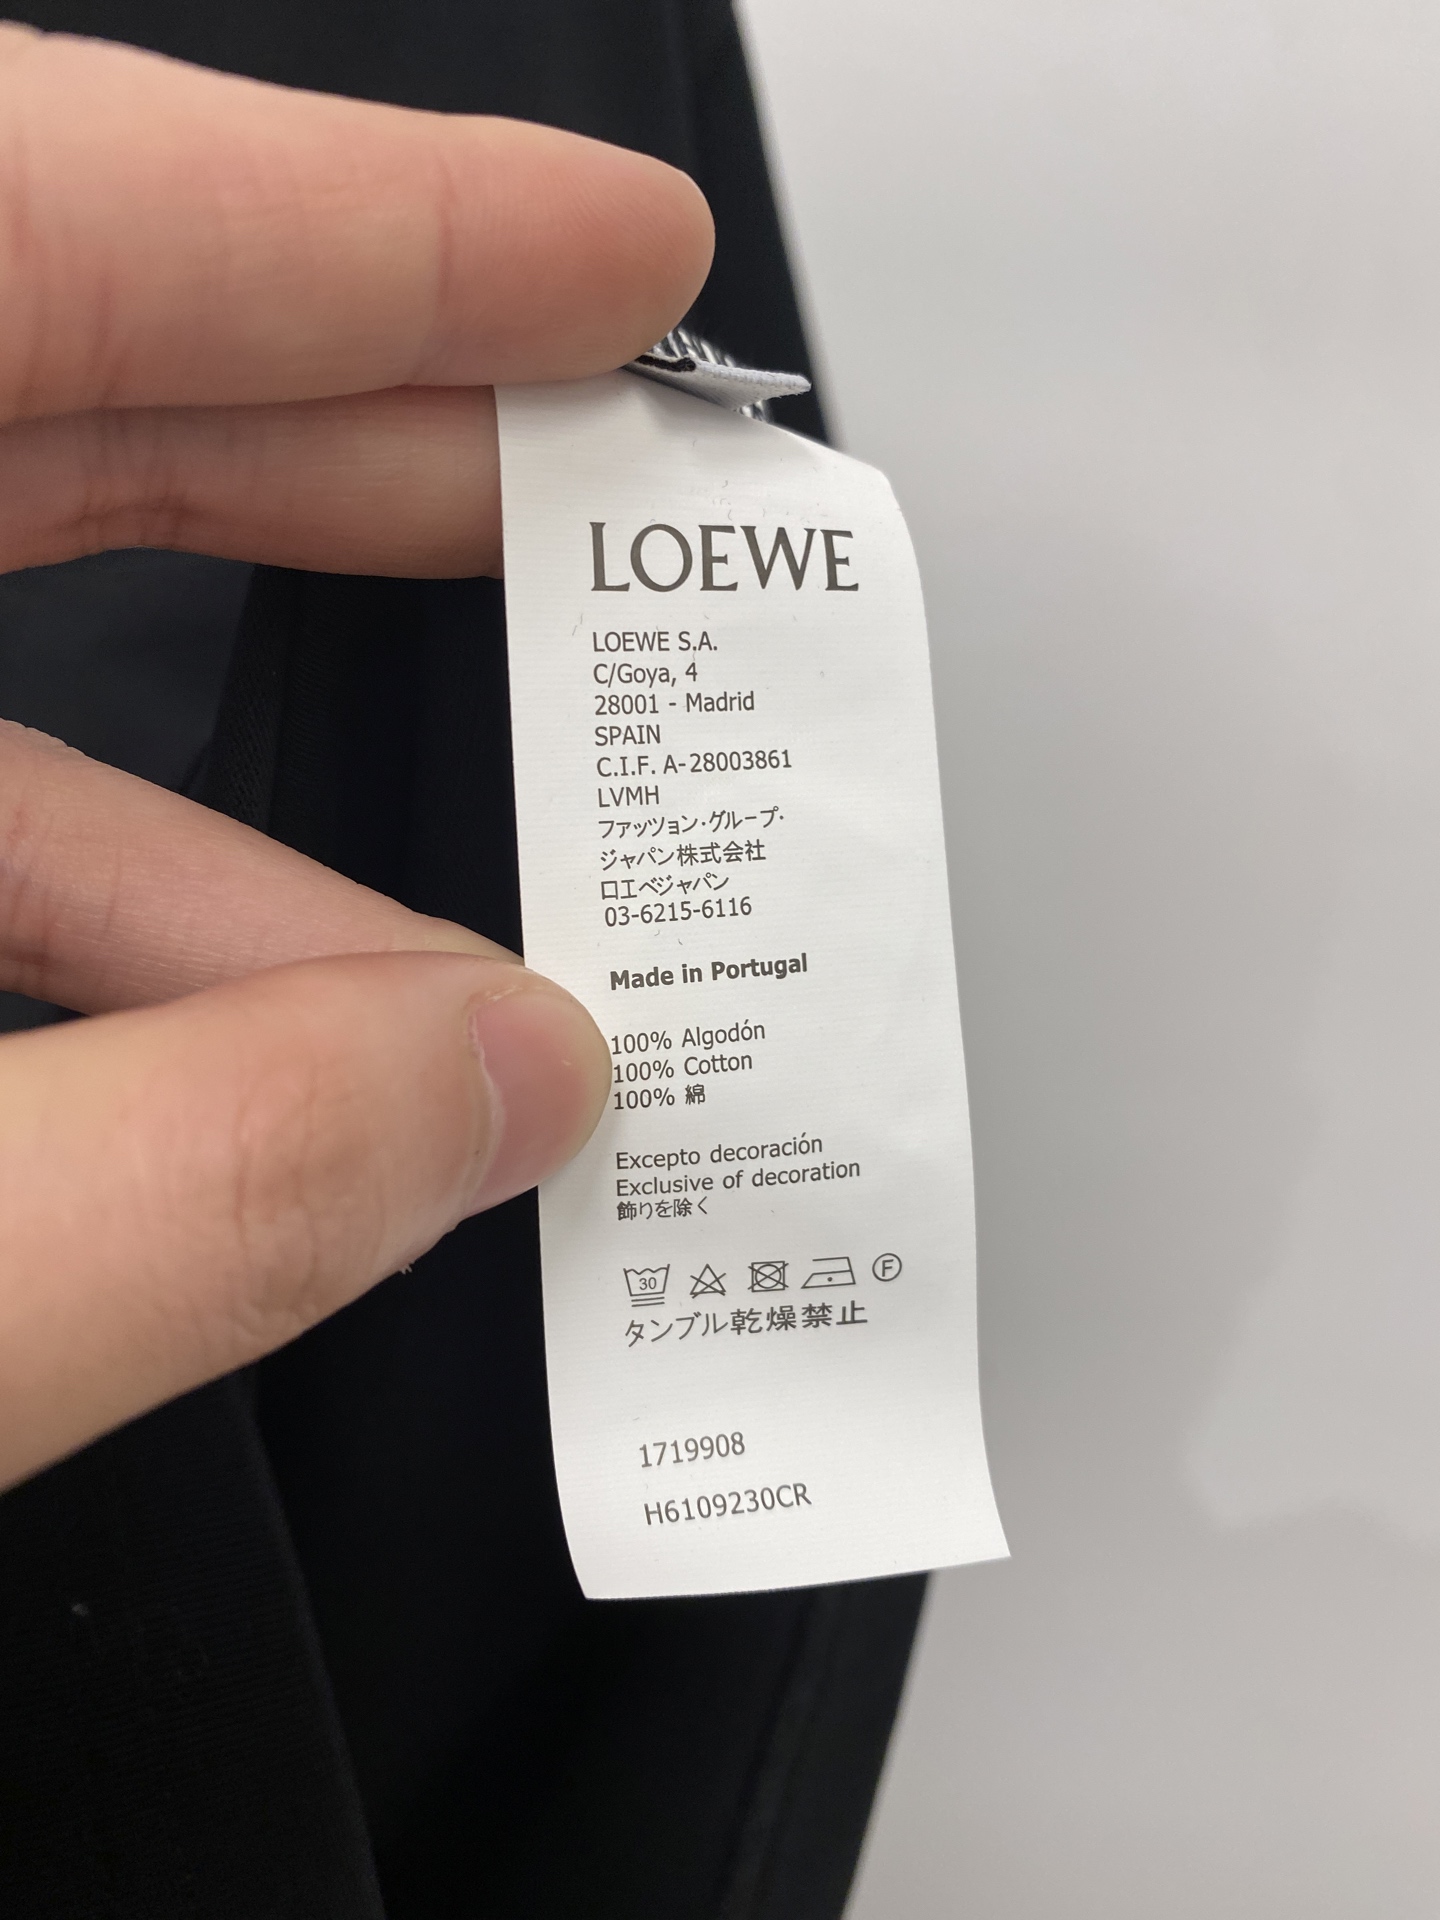 LOEWE
LOEWE S.A.
C/Goya, 4
28001 - Madrid
SPAIN
C.I.F. A-28003861
LVMH
ファッツョン・グループ・
ジャパン株式会社
ロエベジャパン
03-6215-6116
Made in Portugal
100% Algodón
100% Cotton
100% 綿
Excepto decoración
Exclusive of decoration
飾りを除く
30 F
タンブル乾燥禁止
1719908
H6109230CR